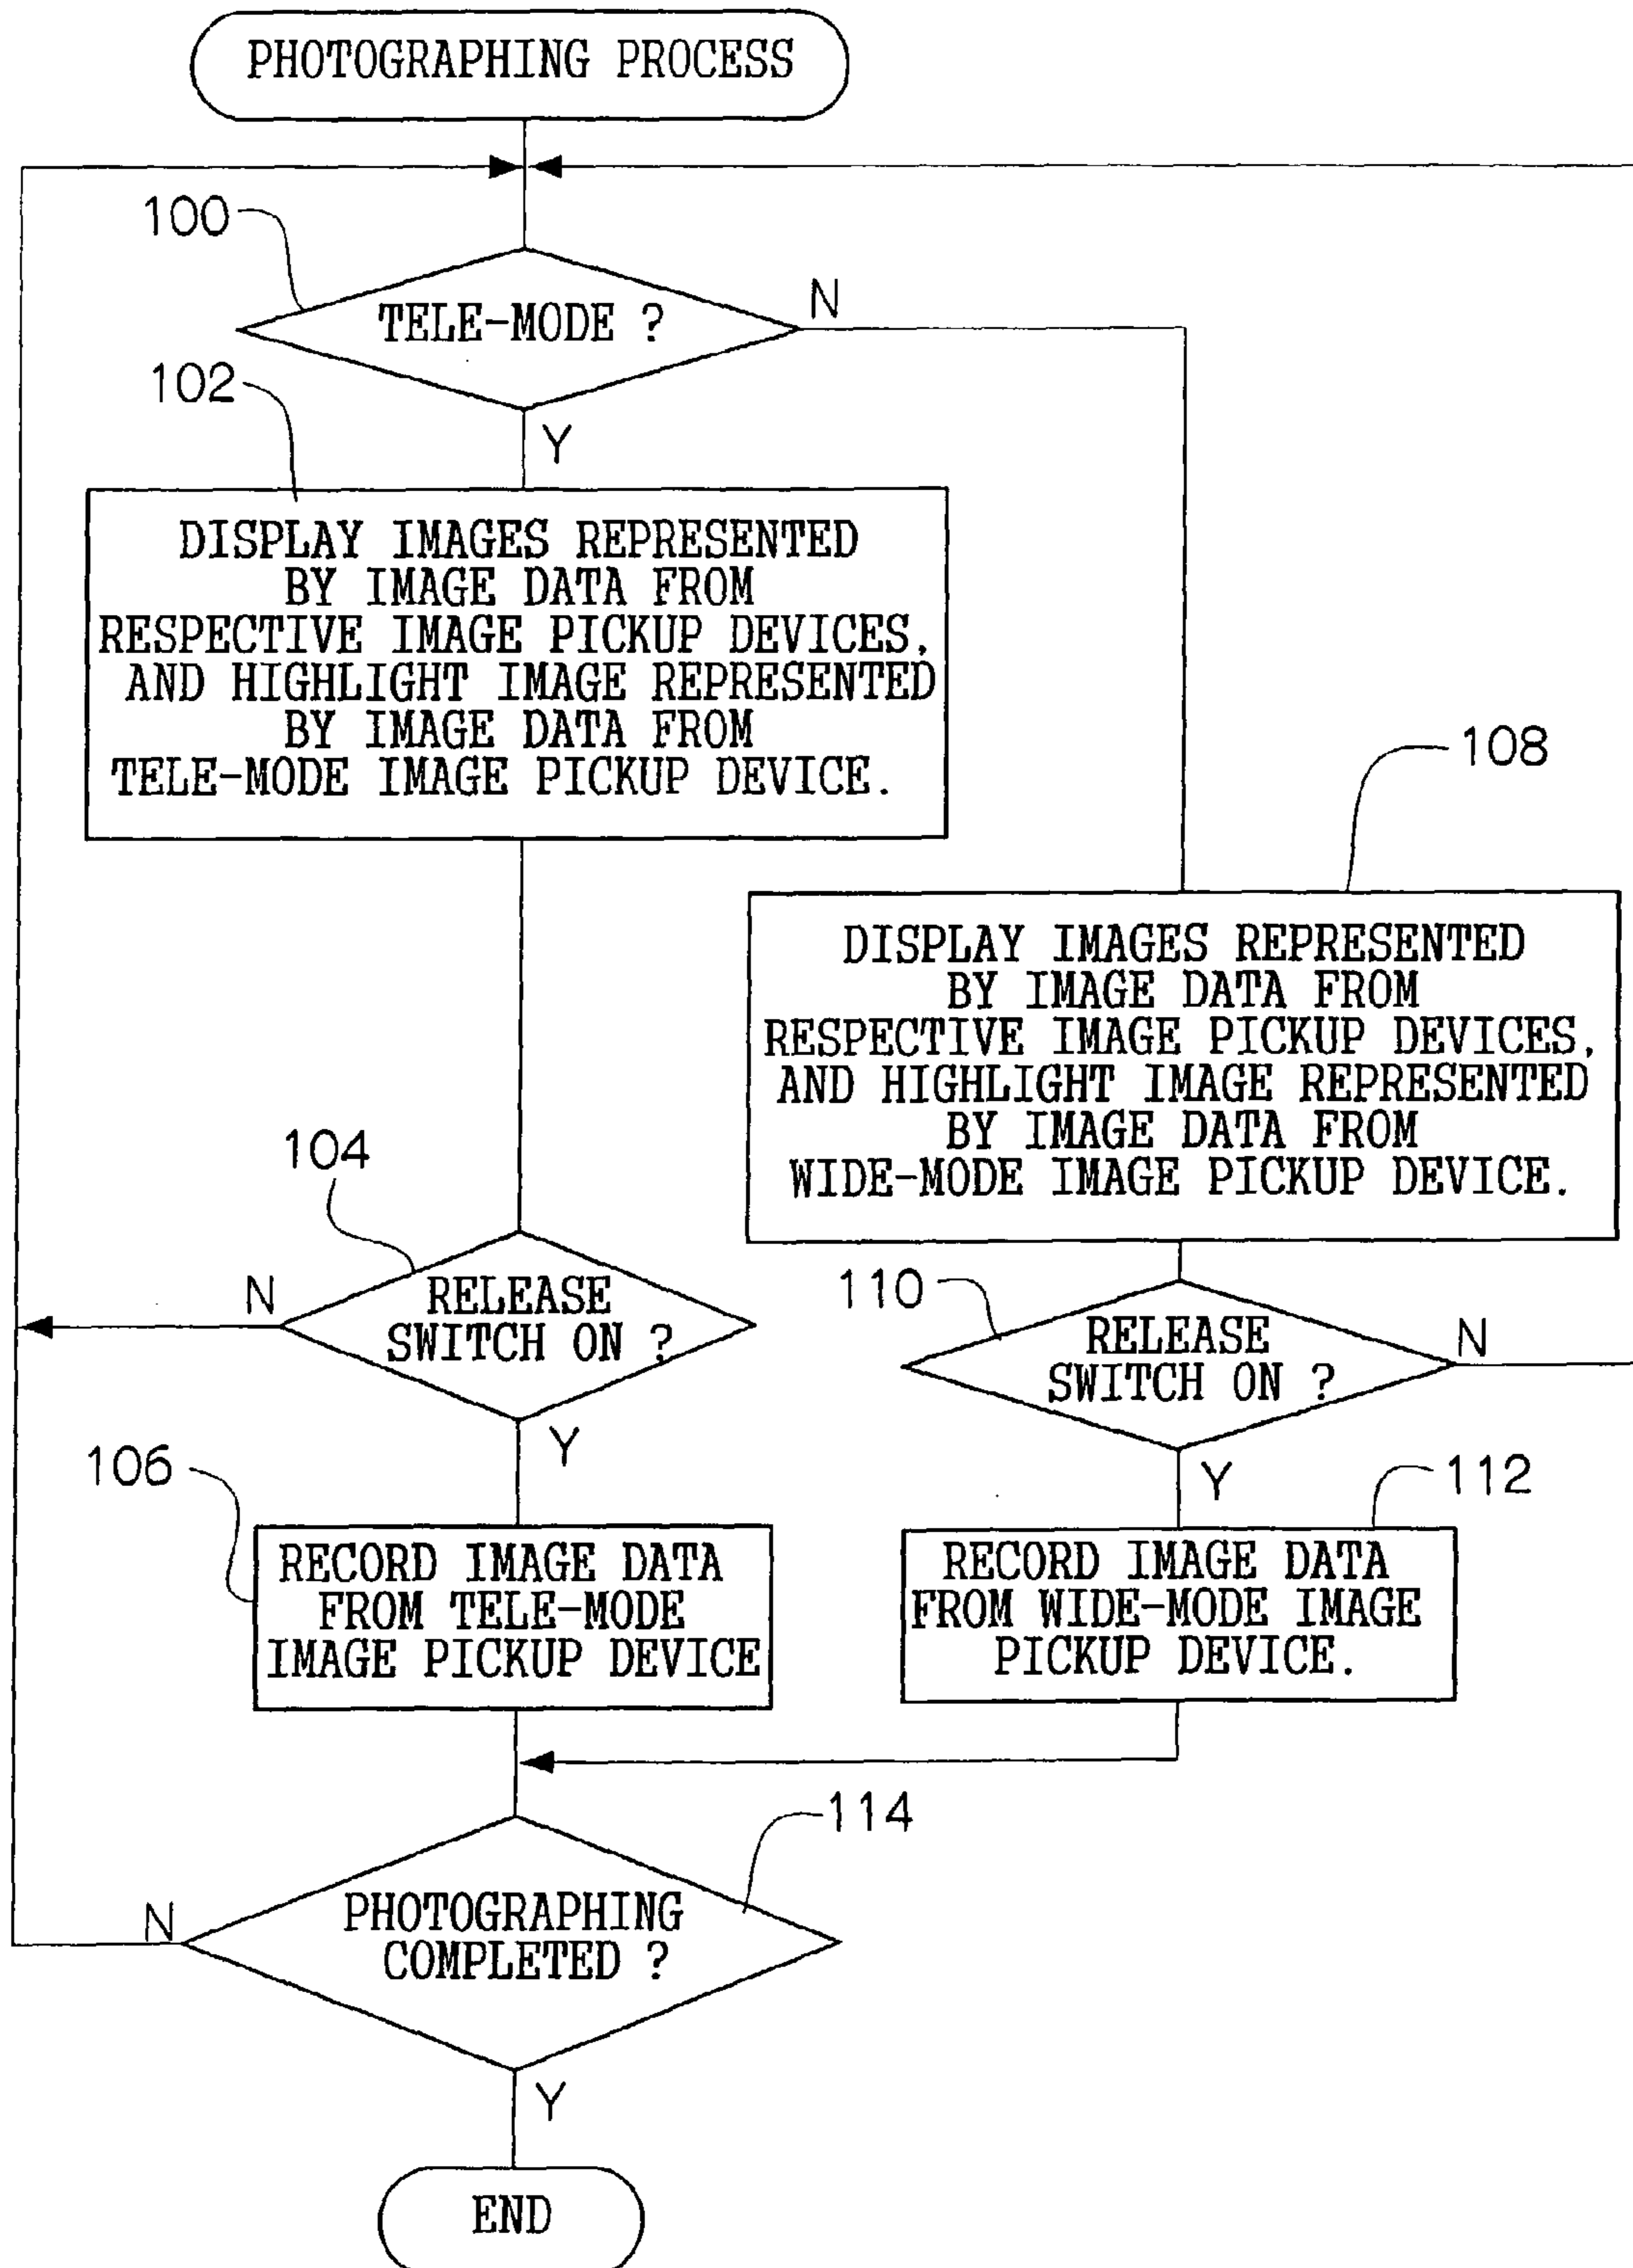 PHOTOGRAPHING PROCESS
100
TELE-MODE ?
N
Y
102
DISPLAY IMAGES REPRESENTED
BY IMAGE DATA FROM
RESPECTIVE IMAGE PICKUP DEVICES,
AND HIGHLIGHT IMAGE REPRESENTED
BY IMAGE DATA FROM
TELE-MODE IMAGE PICKUP DEVICE.
108
DISPLAY IMAGES REPRESENTED
BY IMAGE DATA FROM
RESPECTIVE IMAGE PICKUP DEVICES,
AND HIGHLIGHT IMAGE REPRESENTED
BY IMAGE DATA FROM
WIDE-MODE IMAGE PICKUP DEVICE.
104
N
RELEASE
SWITCH ON ?
Y
110
RELEASE
SWITCH ON ?
N
Y
106
RECORD IMAGE DATA
FROM TELE-MODE
IMAGE PICKUP DEVICE
112
RECORD IMAGE DATA
FROM WIDE-MODE IMAGE
PICKUP DEVICE.
114
N
PHOTOGRAPHING
COMPLETED ?
Y
END